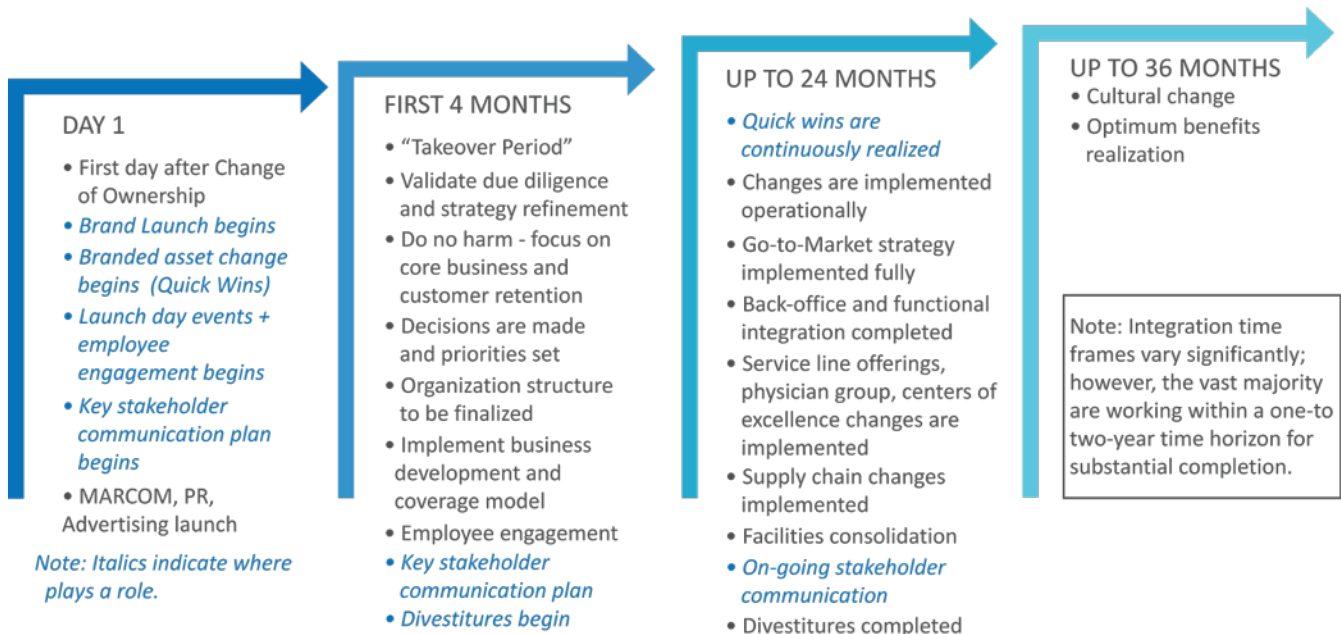 DAY 1
• First day after Change
of Ownership
• Brand Launch begins
• Branded asset change
begins (Quick Wins)
• Launch day events +
employee
engagement begins
• Key stakeholder
communication plan
begins
• MARCOM, PR,
Advertising launch
Note: Italics indicate where
plays a role.
FIRST 4 MONTHS
• “Takeover Period”
• Validate due diligence
and strategy refinement
• Do no harm - focus on
core business and
customer retention
• Decisions are made
and priorities set
• Organization structure
to be finalized
• Implement business
development and
coverage model
• Employee engagement
• Key stakeholder
communication plan
• Divestitures begin
UP TO 24 MONTHS
• Quick wins are
continuously realized
• Changes are implemented
operationally
• Go-to-Market strategy
implemented fully
• Back-office and functional
integration completed
• Service line offerings,
physician group, centers of
excellence changes are
implemented
• Supply chain changes
implemented
• Facilities consolidation
• On-going stakeholder
communication
• Divestitures completed
UP TO 36 MONTHS
• Cultural change
• Optimum benefits
realization
Note: Integration time
frames vary significantly;
however, the vast majority
are working within a one-to
two-year time horizon for
substantial completion.